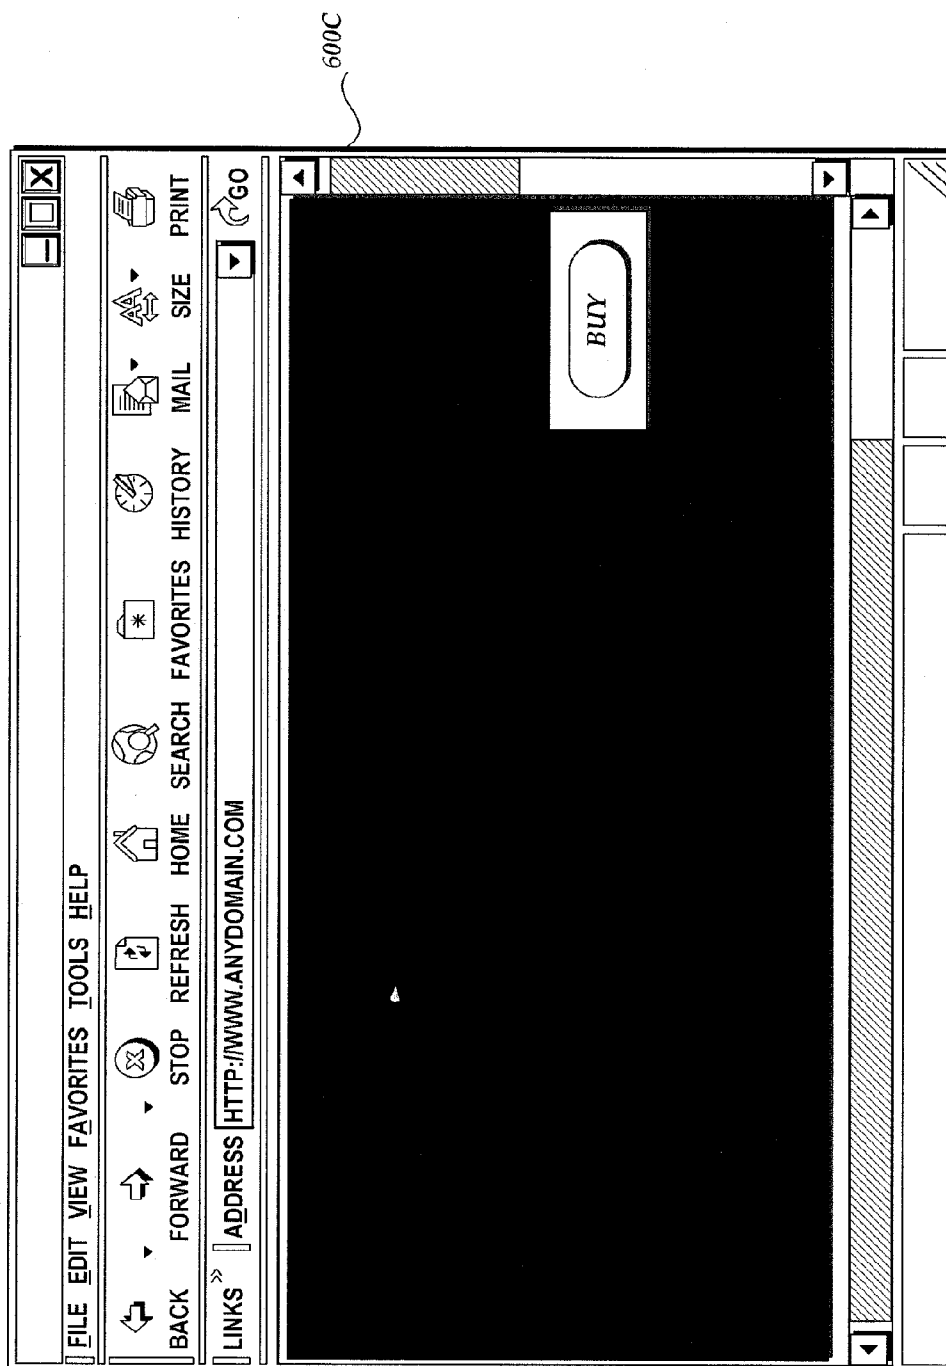 600C
FILE EDIT VIEW FAVORITES TOOLS HELP
BACK FORWARD STOP REFRESH HOME SEARCH FAVORITES HISTORY MAIL SIZE PRINT
LINKS » ADDRESS HTTP://WWW.ANYDOMAIN.COM GO
BUY